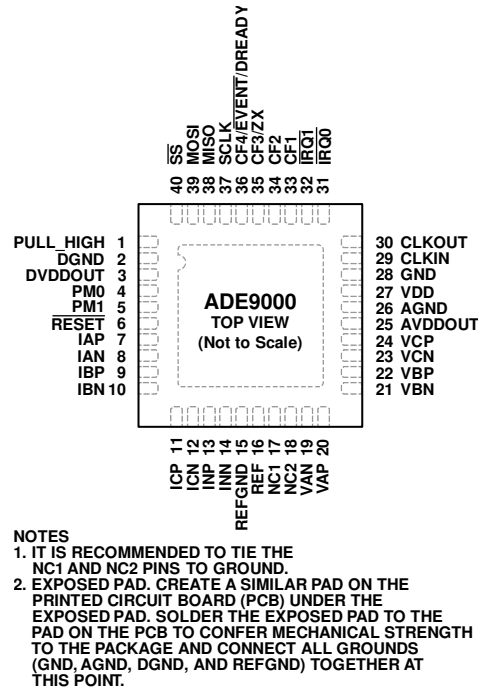 40 SS
39 MOSI
38 MISO
37 SCLK
36 CF4/EVENT/DREADY
35 CF3/ZX
34 CF2
33 CF1
32 IRQ1
31 IRQ0
PULL_HIGH 1
DGND 2
DVDDOUT 3
PM0 4
PM1 5
RESET 6
IAP 7
IAN 8
IBP 9
IBN 10
ADE9000
TOP VIEW
(Not to Scale)
30 CLKOUT
29 CLKIN
28 GND
27 VDD
26 AGND
25 AVDDOUT
24 VCP
23 VCN
22 VBP
21 VBN
ICP 11
ICN 12
INP 13
INN 14
REFGND 15
REF 16
NC1 17
NC2 18
VAN 19
VAP 20
NOTES
1. IT IS RECOMMENDED TO TIE THE
NC1 AND NC2 PINS TO GROUND.
2. EXPOSED PAD. CREATE A SIMILAR PAD ON THE
PRINTED CIRCUIT BOARD (PCB) UNDER THE
EXPOSED PAD. SOLDER THE EXPOSED PAD TO THE
PAD ON THE PCB TO CONFER MECHANICAL STRENGTH
TO THE PACKAGE AND CONNECT ALL GROUNDS
(GND, AGND, DGND, AND REFGND) TOGETHER AT
THIS POINT.